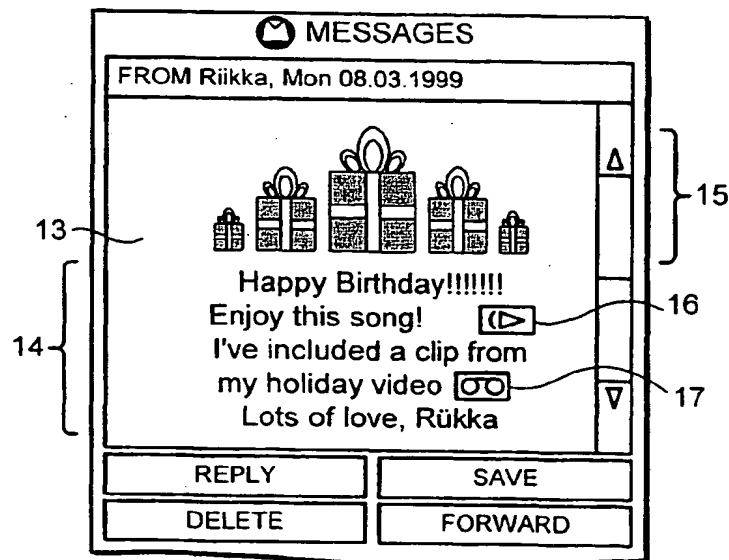 MESSAGES
FROM Riikka, Mon 08.03.1999
15
13
Happy Birthday!!!!!!!
Enjoy this song!
16
14
I've included a clip from
my holiday video
17
Lots of love, Rükka
REPLY
SAVE
DELETE
FORWARD